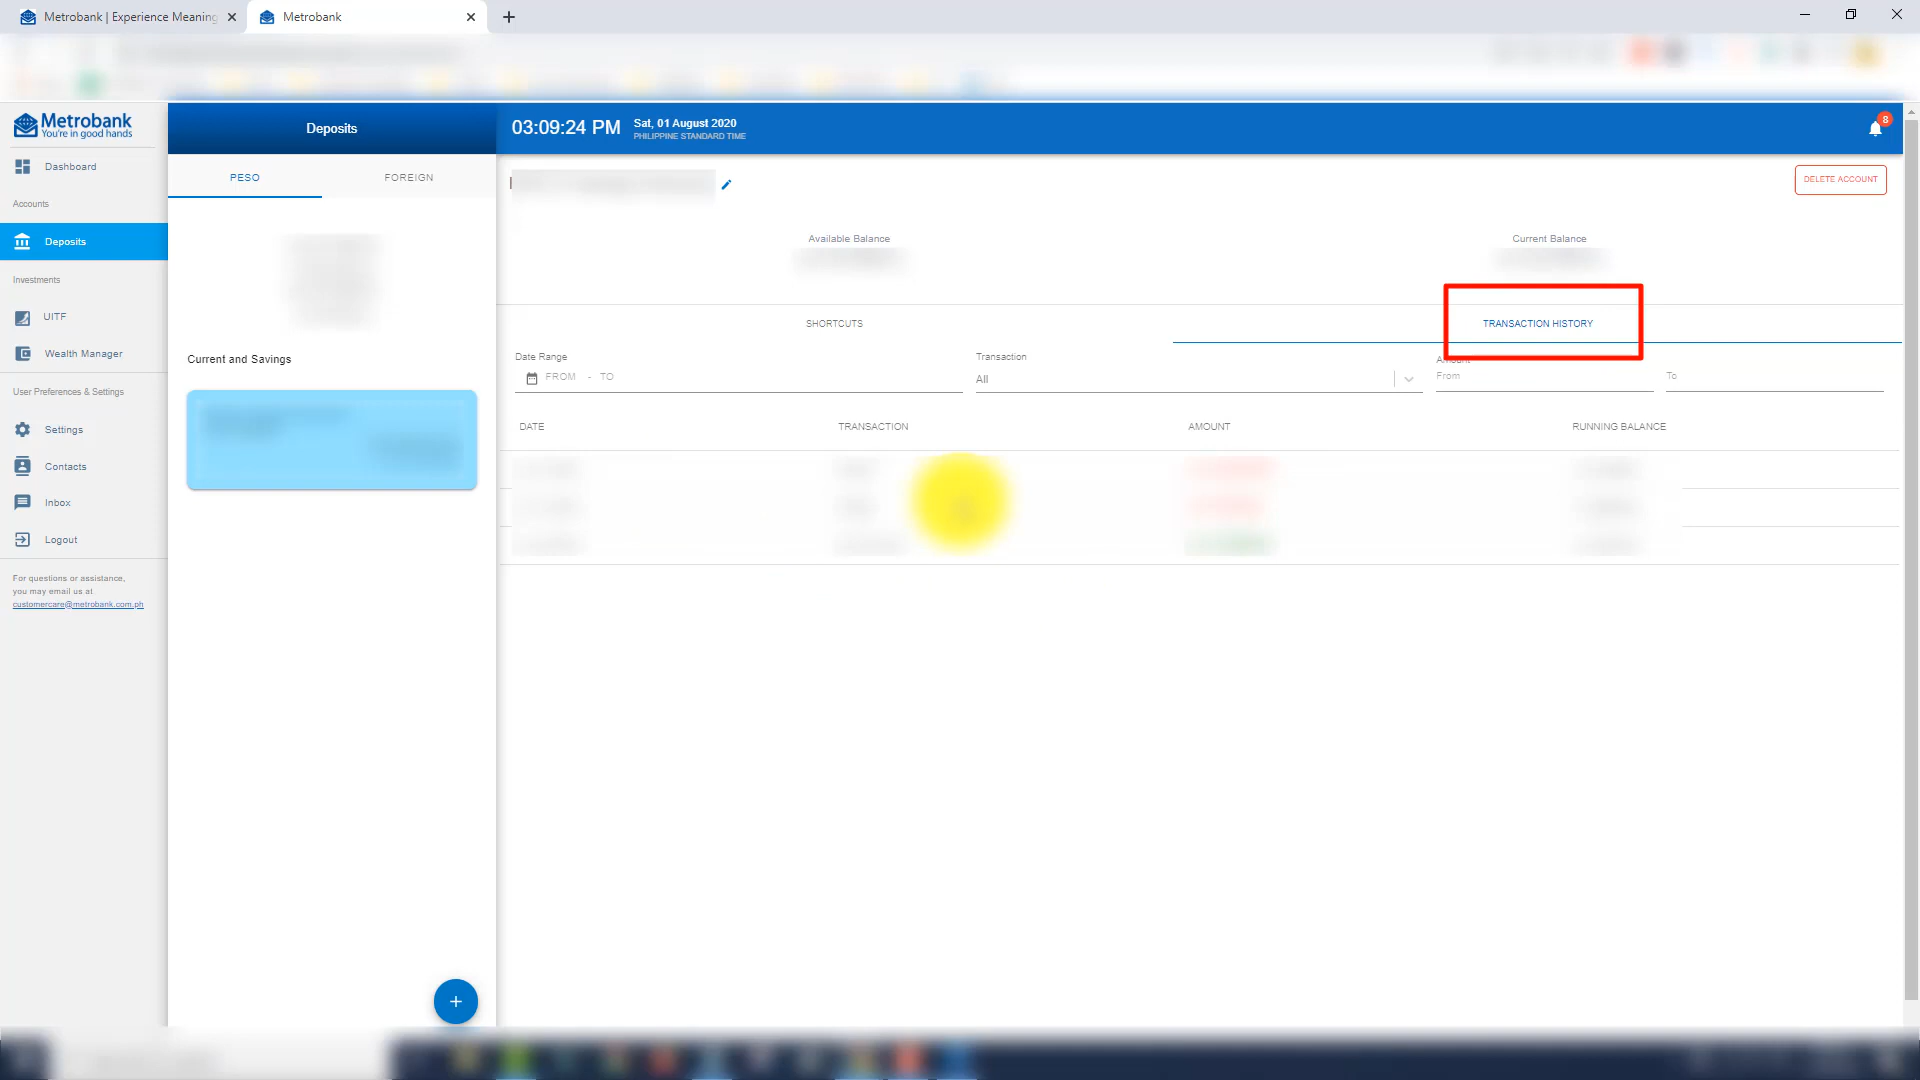 Metrobank | Experience Meaning
Metrobank
Metrobank
You're in good hands
Dashboard
Accounts
Deposits
Investments
UITF
Wealth Manager
User Preferences & Settings
Settings
Contacts
Inbox
Logout
For questions or assistance,
you may email us at
customercare@metrobank.com.ph
Deposits
PESO
FOREIGN
Current and Savings
+
03:09:24 PM
Sat, 01 August 2020
PHILIPPINE STANDARD TIME
8
DELETE ACCOUNT
Available Balance
Current Balance
SHORTCUTS
TRANSACTION HISTORY
Date Range
FROM - TO
Transaction
All
Amount
From
To
DATE
TRANSACTION
AMOUNT
RUNNING BALANCE